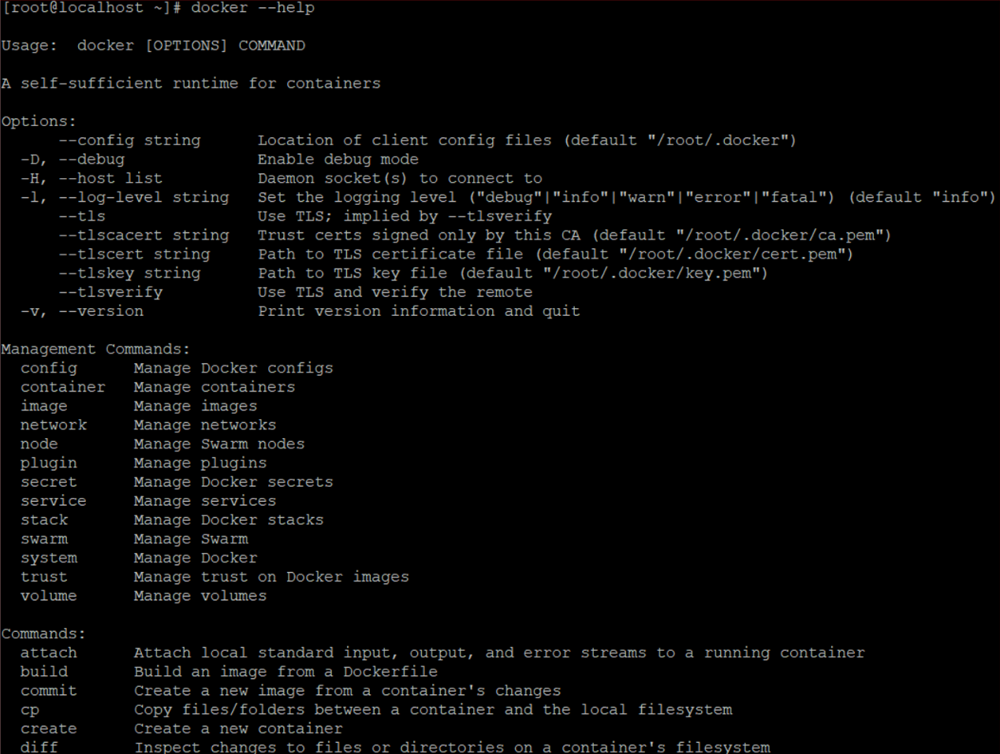 [root@localhost ~]# docker --help
Usage:  docker [OPTIONS] COMMAND
A self-sufficient runtime for containers
Options:
      --config string      Location of client config files (default "/root/.docker")
  -D, --debug              Enable debug mode
  -H, --host list          Daemon socket(s) to connect to
  -l, --log-level string   Set the logging level ("debug"|"info"|"warn"|"error"|"fatal") (default "info")
      --tls                Use TLS; implied by --tlsverify
      --tlscacert string   Trust certs signed only by this CA (default "/root/.docker/ca.pem")
      --tlscert string     Path to TLS certificate file (default "/root/.docker/cert.pem")
      --tlskey string      Path to TLS key file (default "/root/.docker/key.pem")
      --tlsverify          Use TLS and verify the remote
  -v, --version            Print version information and quit
Management Commands:
  config      Manage Docker configs
  container   Manage containers
  image       Manage images
  network     Manage networks
  node        Manage Swarm nodes
  plugin      Manage plugins
  secret      Manage Docker secrets
  service     Manage services
  stack       Manage Docker stacks
  swarm       Manage Swarm
  system      Manage Docker
  trust       Manage trust on Docker images
  volume      Manage volumes
Commands:
  attach      Attach local standard input, output, and error streams to a running container
  build       Build an image from a Dockerfile
  commit      Create a new image from a container's changes
  cp          Copy files/folders between a container and the local filesystem
  create      Create a new container
  diff        Inspect changes to files or directories on a container's filesystem